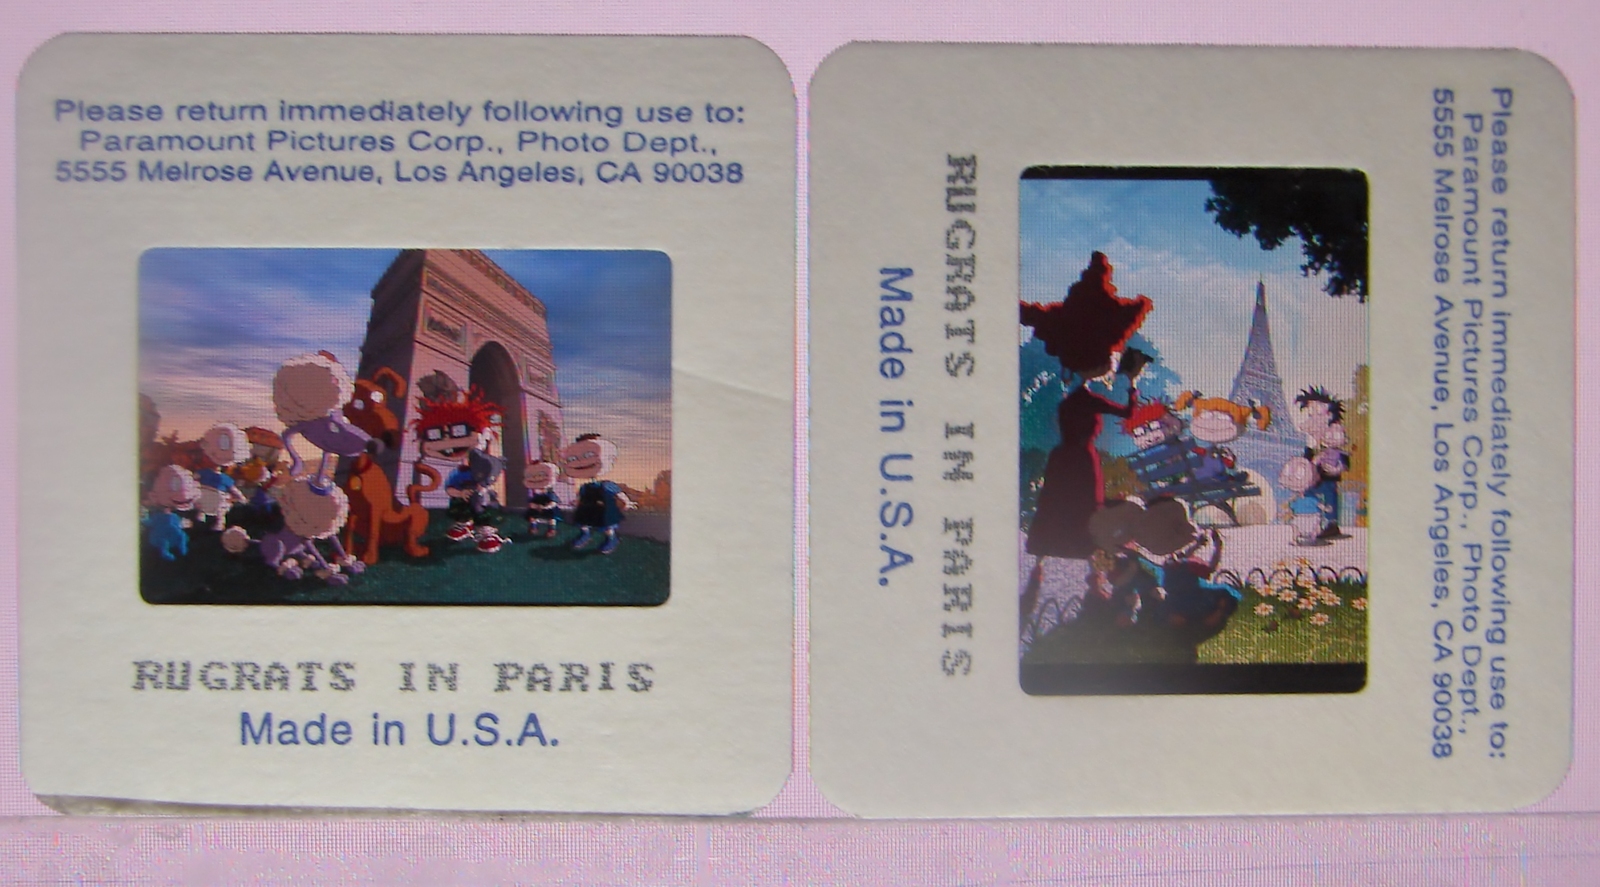 Please return immediately following use to:
Paramount Pictures Corp., Photo Dept.,
5555 Melrose Avenue, Los Angeles, CA 90038
RUGRATS IN PARIS
Made in U.S.A.
Please return immediately following use to:
Paramount Pictures Corp., Photo Dept.,
5555 Melrose Avenue, Los Angeles, CA 90038
RUGRATS IN PARIS
Made in U.S.A.